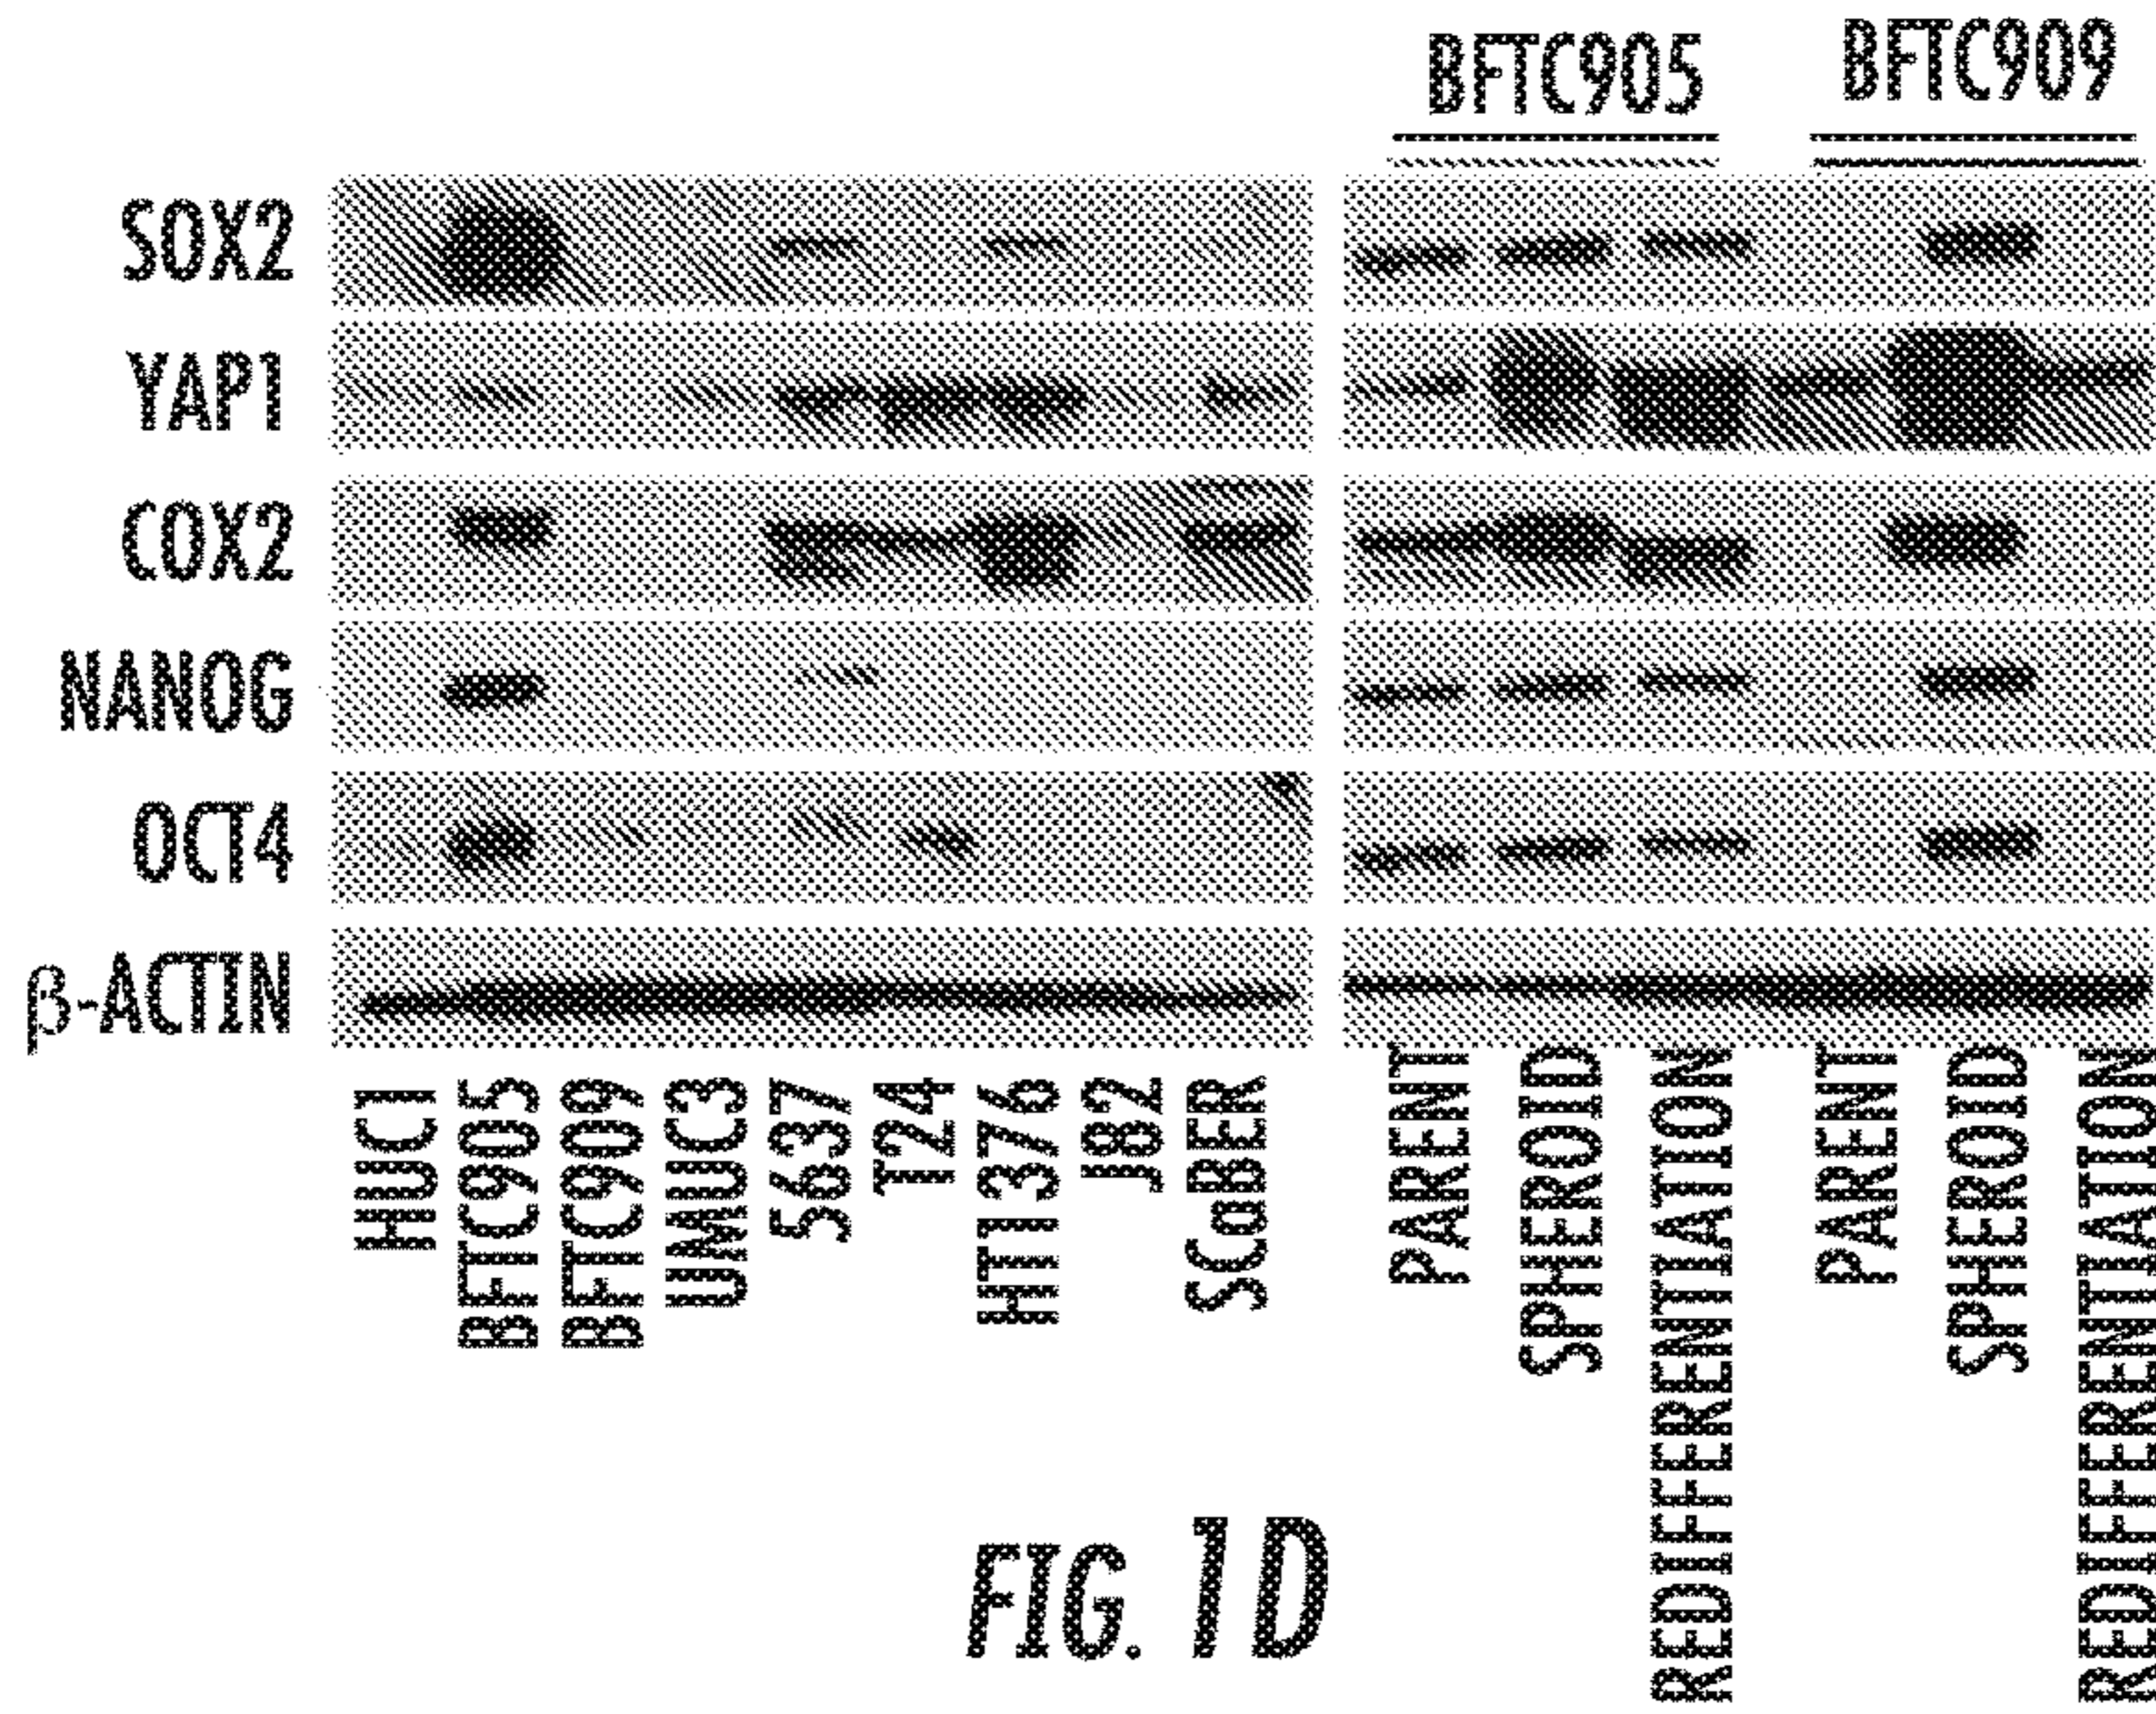 BFTC905 BFTC909
SOX2
YAP1
COX2
NANOG
OCT4
β-ACTIN
HUC1
BFTC905
BFTC909
UMUC3
5637
T24
HT1376
J82
SCaBER
PARENT
SPHEROID
REDIFFERENTIATION
PARENT
SPHEROID
REDIFFERENTIATION
FIG. 1D